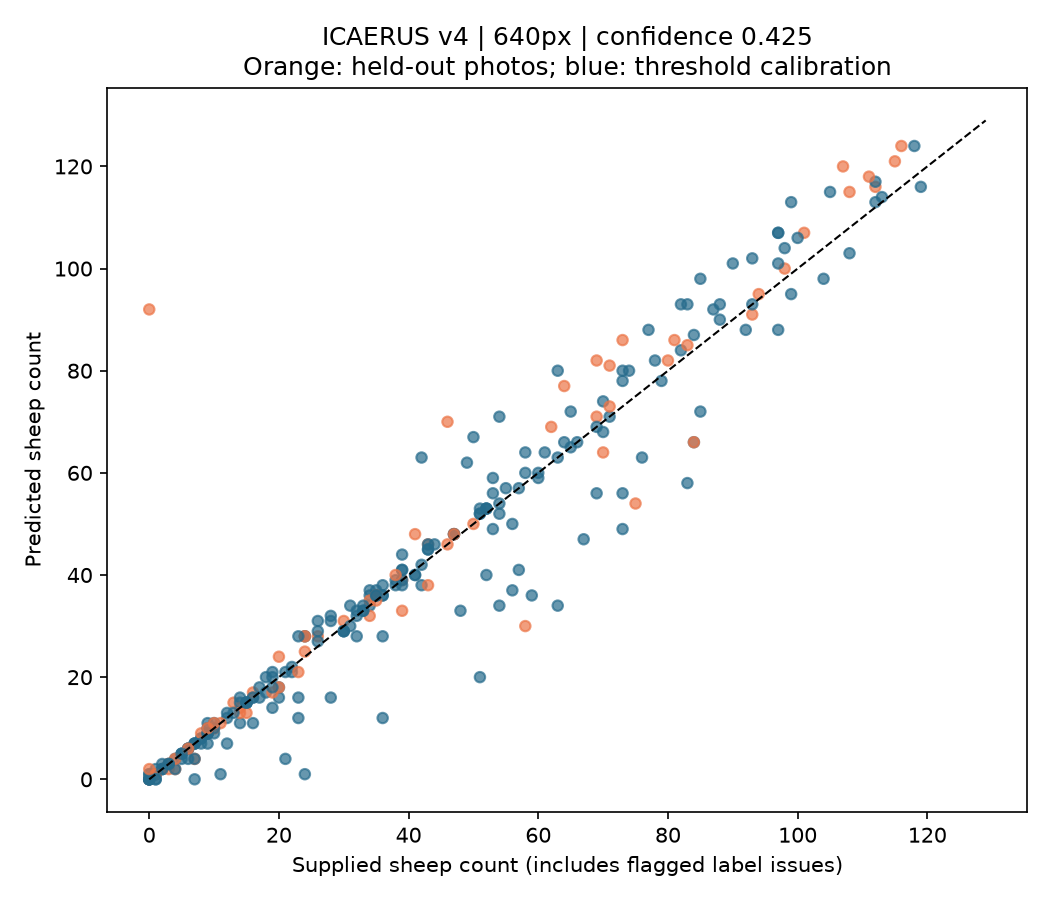 ICAERUS v4 | 640px | confidence 0.425
Orange: held-out photos; blue: threshold calibration
Predicted sheep count
120
100
80
60
40
20
0
0 20 40 60 80 100 120
Supplied sheep count (includes flagged label issues)